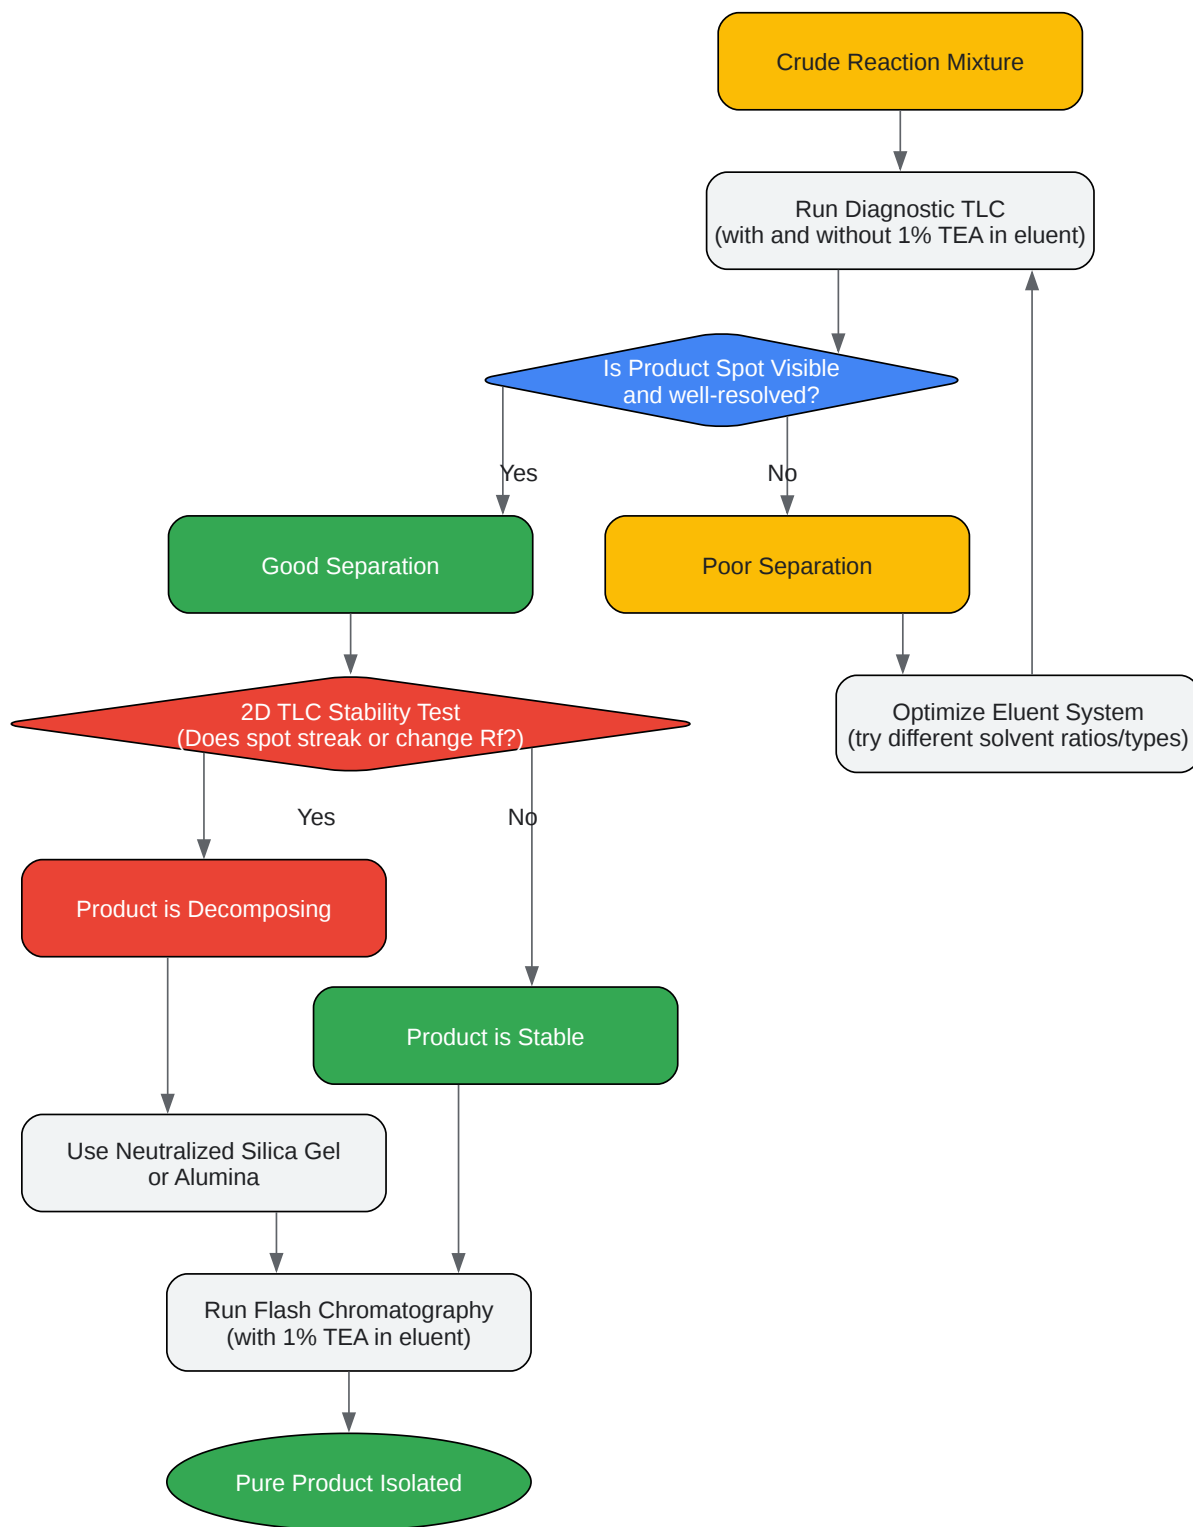 Crude Reaction Mixture
Run Diagnostic TLC
(with and without 1% TEA in eluent)
Is Product Spot Visible
and well-resolved?
Yes
No
Good Separation
Poor Separation
2D TLC Stability Test
(Does spot streak or change Rf?)
Optimize Eluent System
(try different solvent ratios/types)
Yes
No
Product is Decomposing
Product is Stable
Use Neutralized Silica Gel
or Alumina
Run Flash Chromatography
(with 1% TEA in eluent)
Pure Product Isolated